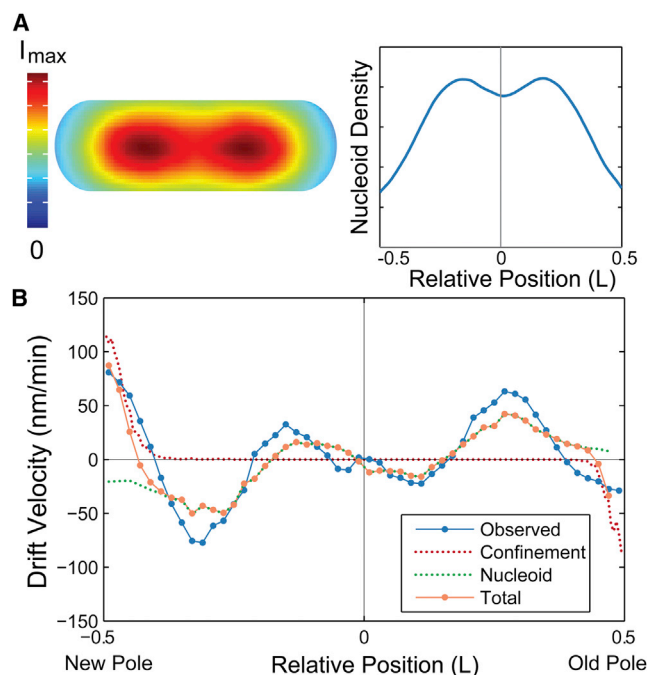 A
Imax
0
Nucleoid Density
-0.5
0
0.5
Relative Position (L)
B
150
100
50
0
−50
−100
−150
Drift Velocity (nm/min)
Observed
Confinement
Nucleoid
Total
−0.5
0
0.5
New Pole
Relative Position (L)
Old Pole